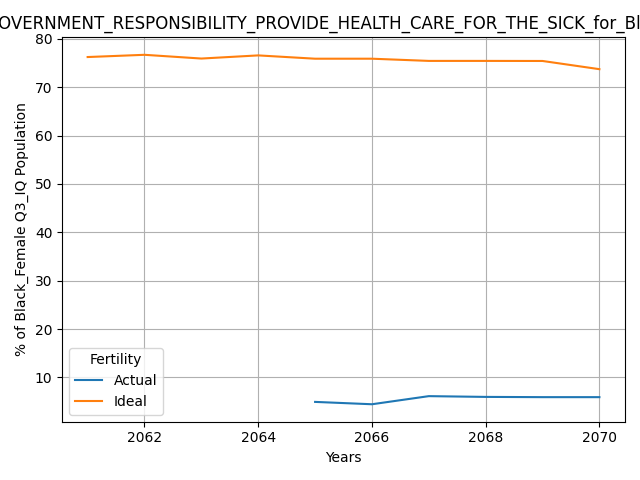 OVERNMENT_RESPONSIBILITY_PROVIDE_HEALTH_CARE_FOR_THE_SICK_for_Bl
80
70
60
50
40
30
20
10
% of Black_Female Q3_IQ Population
Fertility
Actual
Ideal
2062 2064 2066 2068 2070
Years